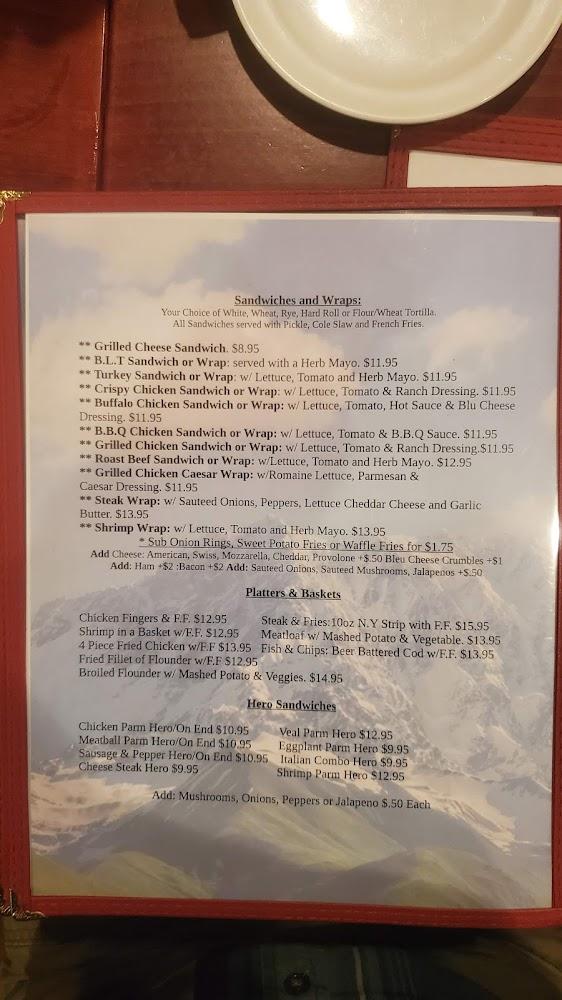 Sandwiches and Wraps:
Your Choice of White, Wheat, Rye, Hard Roll or Flour/Wheat Tortilla.
All Sandwiches served with Pickle, Cole Slaw and French Fries.
** Grilled Cheese Sandwich. $8.95
** B.L.T Sandwich or Wrap: served with a Herb Mayo. $11.95
** Turkey Sandwich or Wrap: w/ Lettuce, Tomato and Herb Mayo. $11.95
** Crispy Chicken Sandwich or Wrap: w/ Lettuce, Tomato & Ranch Dressing. $11.95
** Buffalo Chicken Sandwich or Wrap: w/ Lettuce, Tomato, Hot Sauce & Blu Cheese
Dressing. $11.95
** B.B.Q Chicken Sandwich or Wrap: w/ Lettuce, Tomato & B.B.Q Sauce. $11.95
** Grilled Chicken Sandwich or Wrap: w/ Lettuce, Tomato & Ranch Dressing.$11.95
** Roast Beef Sandwich or Wrap: w/Lettuce, Tomato and Herb Mayo. $12.95
** Grilled Chicken Caesar Wrap: w/Romaine Lettuce, Parmesan &
Caesar Dressing. $11.95
** Steak Wrap: w/ Sauteed Onions, Peppers, Lettuce Cheddar Cheese and Garlic
Butter. $13.95
** Shrimp Wrap: w/ Lettuce, Tomato and Herb Mayo. $13.95
* Sub Onion Rings, Sweet Potato Fries or Waffle Fries for $1.75
Add Cheese: American, Swiss, Mozzarella, Cheddar, Provolone +$.50 Bleu Cheese Crumbles +$1
Add: Ham +$2 :Bacon +$2 Add: Sauteed Onions, Sauteed Mushrooms, Jalapenos +$.50
Platters & Baskets
Chicken Fingers & F.F. $12.95
Shrimp in a Basket w/F.F. $12.95
4 Piece Fried Chicken w/F.F $13.95
Fried Fillet of Flounder w/F.F $12.95
Broiled Flounder w/ Mashed Potato & Veggies. $14.95
Steak & Fries:10oz N.Y Strip with F.F. $15.95
Meatloaf w/ Mashed Potato & Vegetable. $13.95
Fish & Chips: Beer Battered Cod w/F.F. $13.95
Hero Sandwiches
Chicken Parm Hero/On End $10.95
Meatball Parm Hero/On End $10.95
Sausage & Pepper Hero/On End $10.95
Cheese Steak Hero $9.95
Veal Parm Hero $12.95
Eggplant Parm Hero $9.95
Italian Combo Hero $9.95
Shrimp Parm Hero $12.95
Add: Mushrooms, Onions, Peppers or Jalapeno $.50 Each